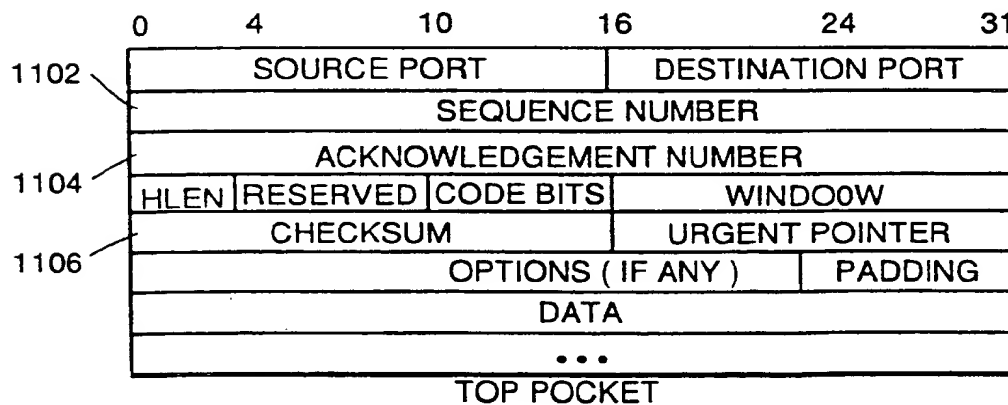 0 4 10 16 24 31
1102 SOURCE PORT DESTINATION PORT
SEQUENCE NUMBER
1104 ACKNOWLEDGEMENT NUMBER
HLEN RESERVED CODE BITS WINDO0W
1106 CHECKSUM URGENT POINTER
OPTIONS ( IF ANY ) PADDING
DATA
...
TOP POCKET